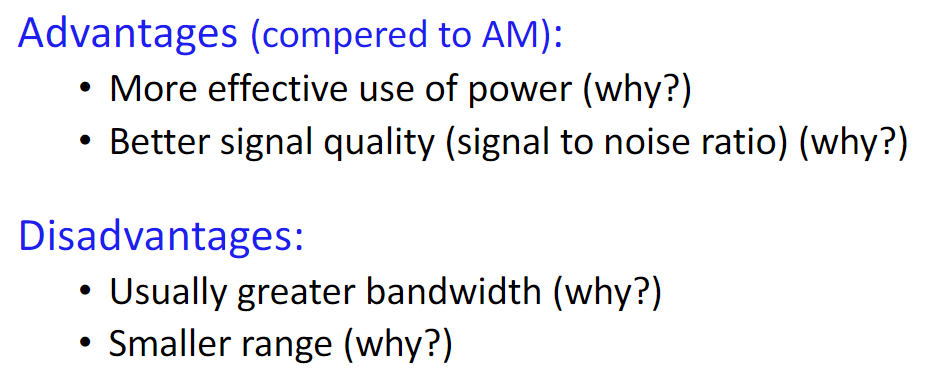 Advantages (compered to AM):
• More effective use of power (why?)
• Better signal quality (signal to noise ratio) (why?)
Disadvantages:
• Usually greater bandwidth (why?)
• Smaller range (why?)